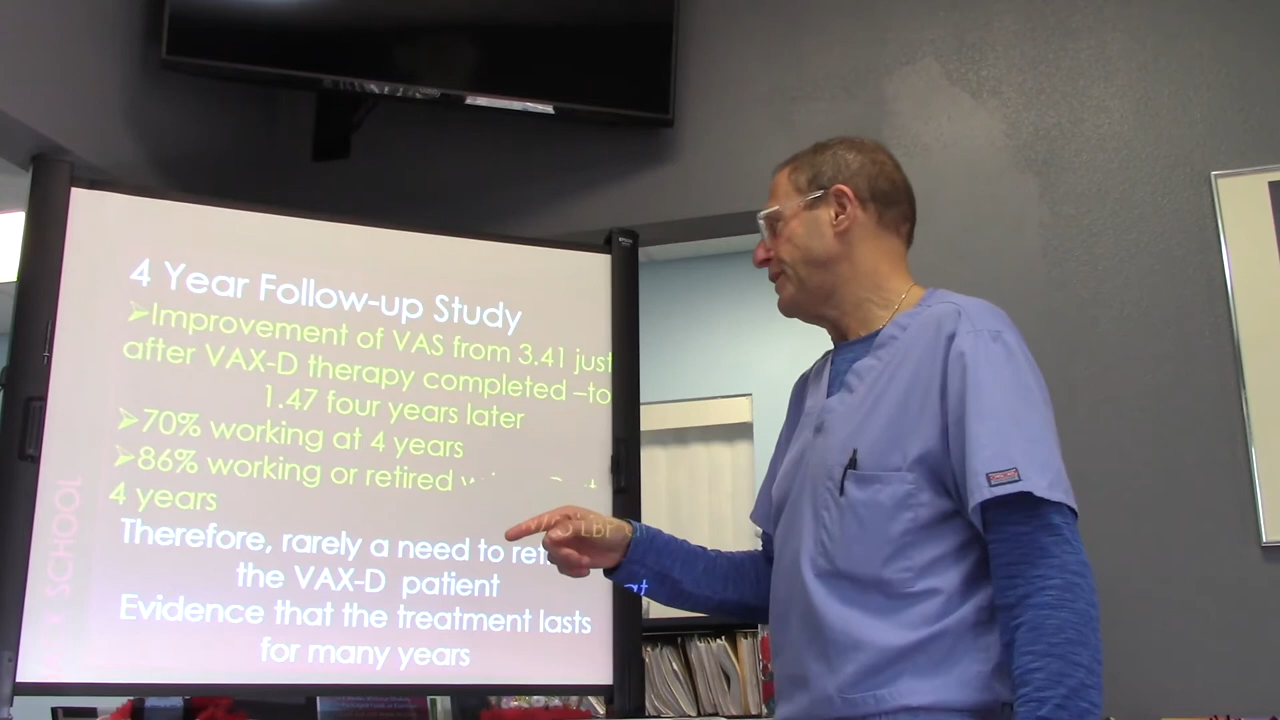 4 Year Follow-up Study
➢Improvement of VAS from 3.41 just
after VAX-D therapy completed –to
1.47 four years later
➢70% working at 4 years
➢86% working or retired
4 years
Therefore, rarely a need to
the VAX-D patient
Evidence that the treatment lasts
for many years
SCHOOL
EPSON